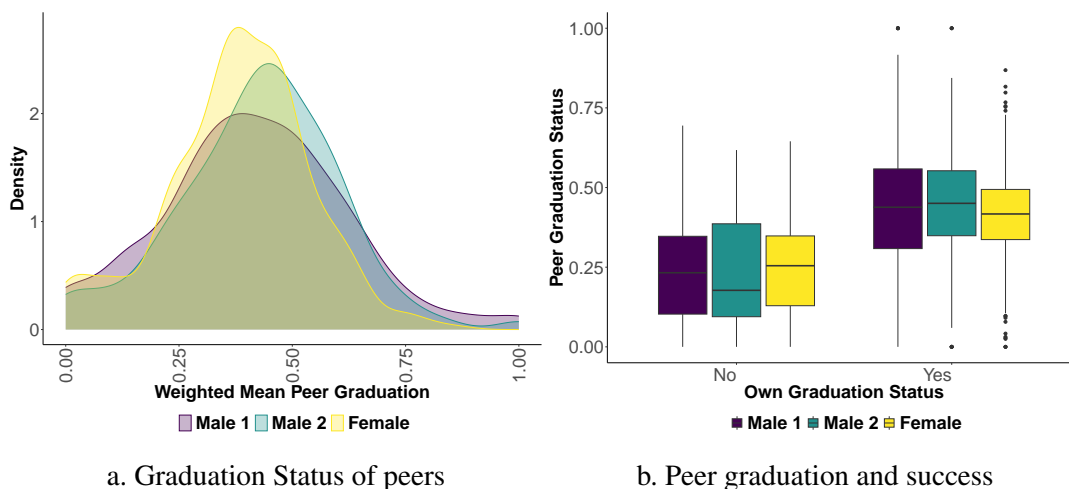 Density
2
1
0
0.00
0.25
0.50
0.75
1.00
Weighted Mean Peer Graduation
Male 1 Male 2 Female
a. Graduation Status of peers
Peer Graduation Status
1.00
0.75
0.50
0.25
0.00
No Yes
Own Graduation Status
Male 1 Male 2 Female
b. Peer graduation and success